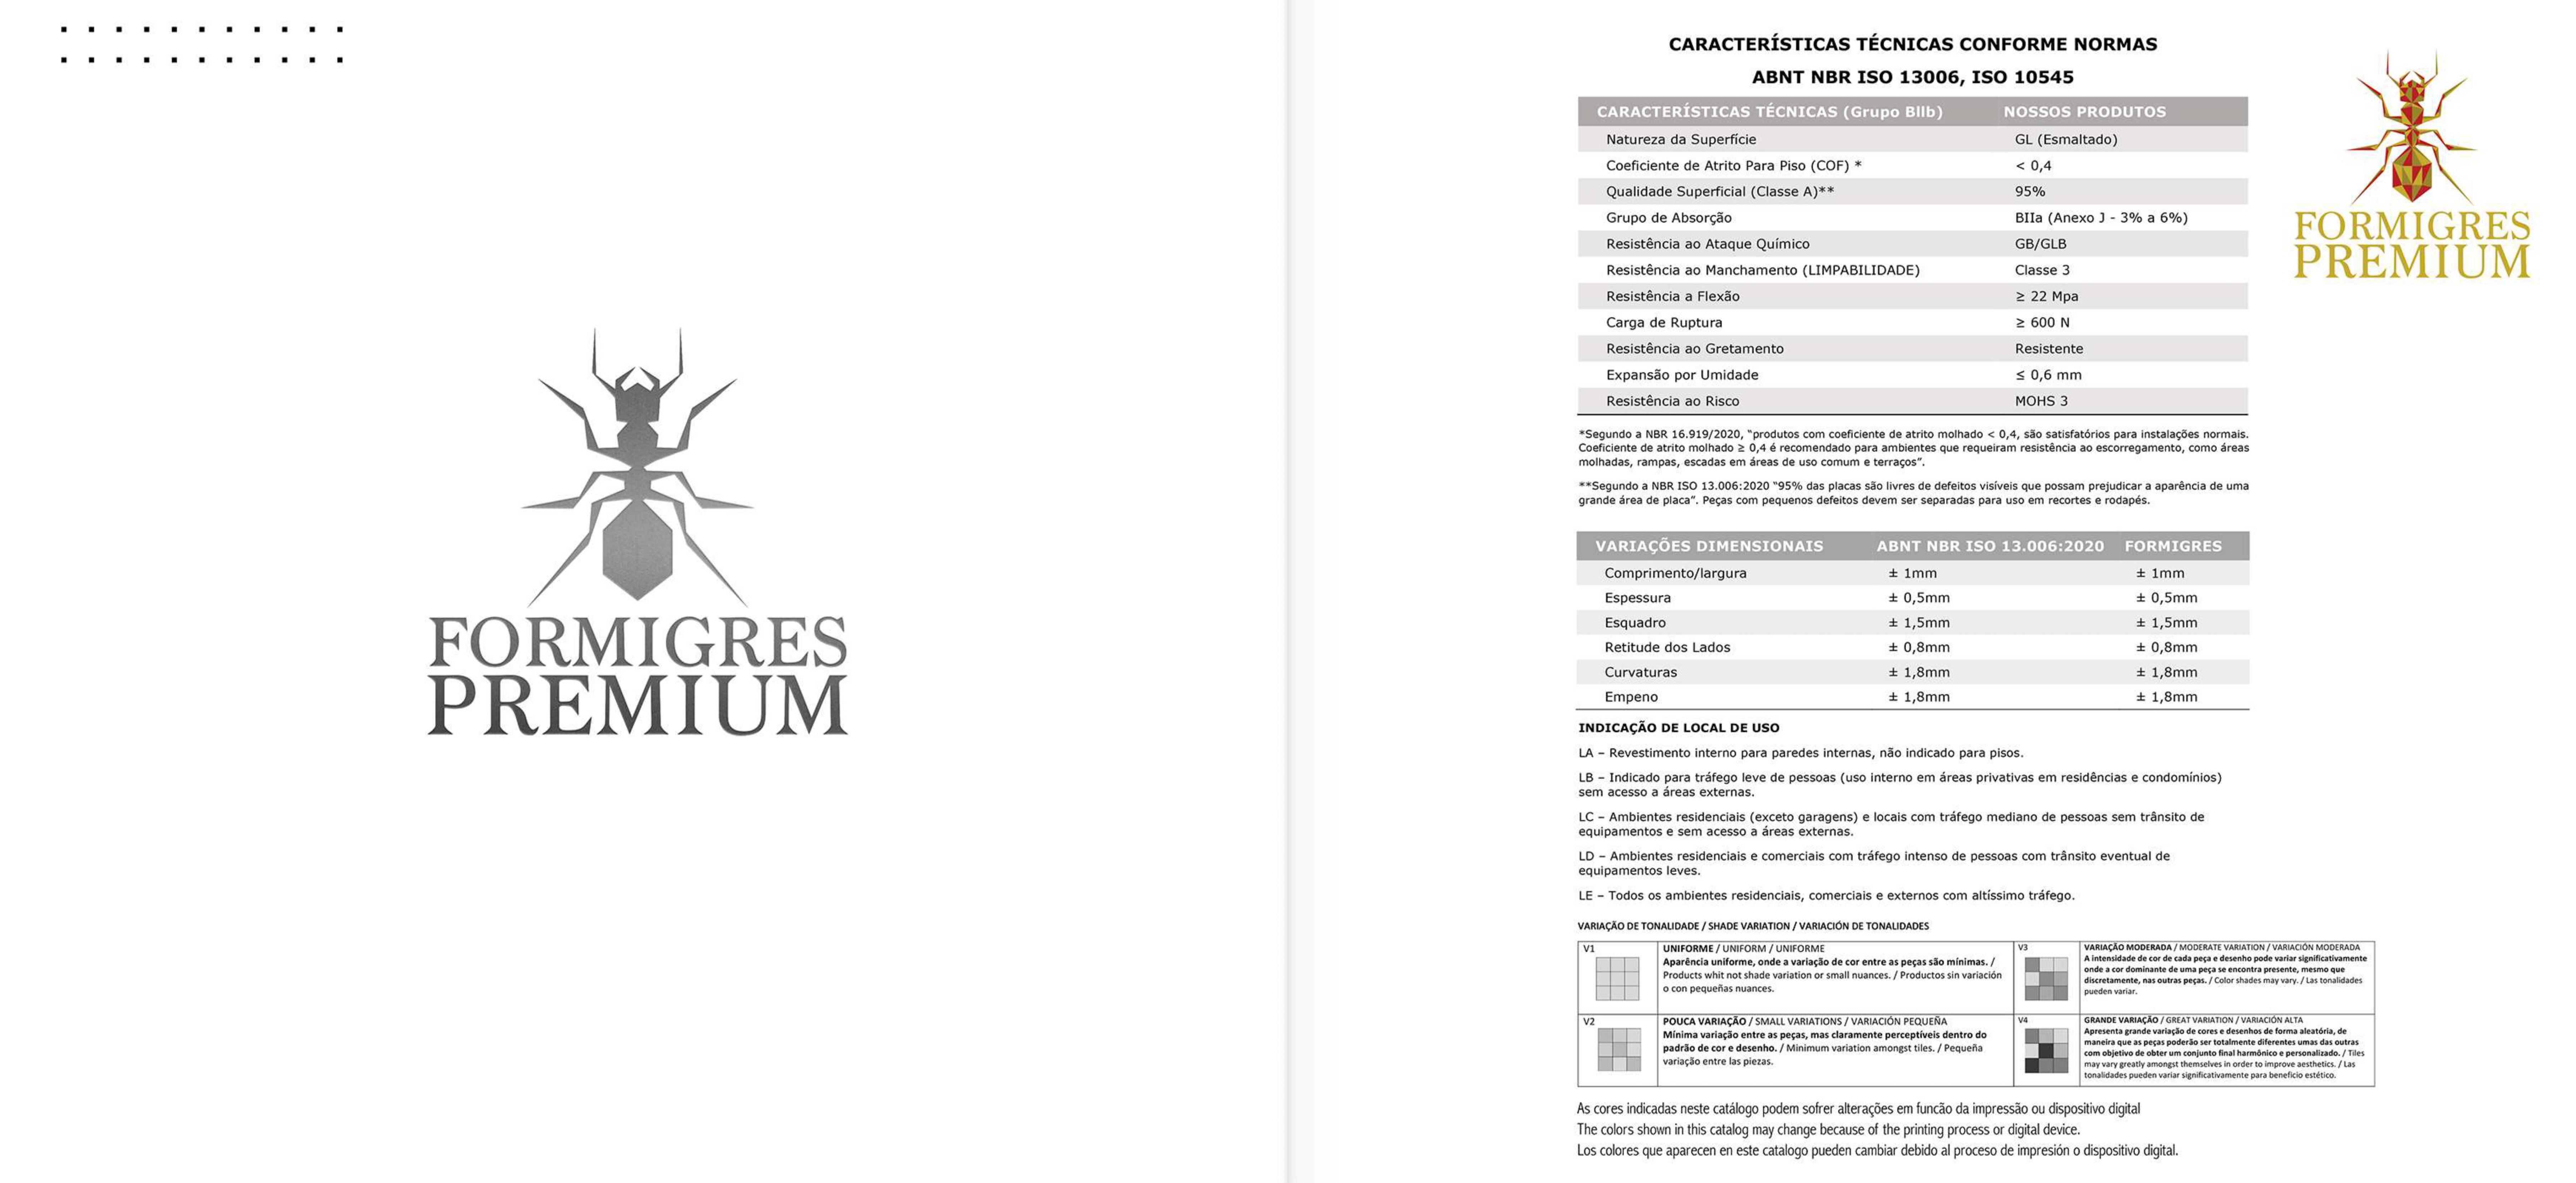 FORMIGRES
PREMIUM
CARACTERÍSTICAS TÉCNICAS CONFORME NORMAS
ABNT NBR ISO 13006, ISO 10545
CARACTERÍSTICAS TÉCNICAS (Grupo Bllb) NOSSOS PRODUTOS
Natureza da Superfície GL (Esmaltado)
Coeficiente de Atrito Para Piso (COF) * < 0,4
Qualidade Superficial (Classe A)** 95%
Grupo de Absorção BIIa (Anexo J - 3% a 6%)
Resistência ao Ataque Químico GB/GLB
Resistência ao Manchamento (LIMPABILIDADE) Classe 3
Resistência a Flexão ≥ 22 Mpa
Carga de Ruptura ≥ 600 N
Resistência ao Gretamento Resistente
Expansão por Umidade ≤ 0,6 mm
Resistência ao Risco MOHS 3
FORMIGRES
PREMIUM
*Segundo a NBR 16.919/2020, "produtos com coeficiente de atrito molhado < 0,4, são satisfatórios para instalações normais.
Coeficiente de atrito molhado ≥ 0,4 é recomendado para ambientes que requeiram resistência ao escorregamento, como áreas
molhadas, rampas, escadas em áreas de uso comum e terraços".
**Segundo a NBR ISO 13.006:2020 "95% das placas são livres de defeitos visíveis que possam prejudicar a aparência de uma
grande área de placa". Peças com pequenos defeitos devem ser separadas para uso em recortes e rodapés.
VARIAÇÕES DIMENSIONAIS ABNT NBR ISO 13.006:2020 FORMIGRES
Comprimento/largura ± 1mm ± 1mm
Espessura ± 0,5mm ± 0,5mm
Esquadro ± 1,5mm ± 1,5mm
Retitude dos Lados ± 0,8mm ± 0,8mm
Curvaturas ± 1,8mm ± 1,8mm
Empeno ± 1,8mm ± 1,8mm
INDICAÇÃO DE LOCAL DE USO
LA – Revestimento interno para paredes internas, não indicado para pisos.
LB – Indicado para tráfego leve de pessoas (uso interno em áreas privativas em residências e condomínios)
sem acesso a áreas externas.
LC – Ambientes residenciais (exceto garagens) e locais com tráfego mediano de pessoas sem trânsito de
equipamentos e sem acesso a áreas externas.
LD – Ambientes residenciais e comerciais com tráfego intenso de pessoas com trânsito eventual de
equipamentos leves.
LE – Todos os ambientes residenciais, comerciais e externos com altíssimo tráfego.
VARIAÇÃO DE TONALIDADE / SHADE VARIATION / VARIACIÓN DE TONALIDADES
V1
UNIFORME / UNIFORM / UNIFORME
Aparência uniforme, onde a variação de cor entre as peças são mínimas. /
Products whit not shade variation or small nuances. / Productos sin variación
o con pequeñas nuances.
V2
POUCA VARIAÇÃO / SMALL VARIATIONS / VARIACIÓN PEQUEÑA
Mínima variação entre as peças, mas claramente perceptíveis dentro do
padrão de cor e desenho. / Minimum variation amongst tiles. / Pequeña
variação entre las piezas.
V3
VARIAÇÃO MODERADA / MODERATE VARIATION / VARIACIÓN MODERADA
A intensidade de cor de cada peça e desenho pode variar significativamente
onde a cor dominante de uma peça se encontra presente, mesmo que
discretamente, nas outras peças. / Color shades may vary. / Las tonalidades
pueden variar.
V4
GRANDE VARIAÇÃO / GREAT VARIATION / VARIACIÓN ALTA
Apresenta grande variação de cores e desenhos de forma aleatória, de
maneira que as peças poderão ser totalmente diferentes umas das outras
com objetivo de obter um conjunto final harmônico e personalizado. / Tiles
may vary greatly amongst themselves in order to improve aesthetics. / Las
tonalidades pueden variar significativamente para beneficio estético.
As cores indicadas neste catálogo podem sofrer alterações em funcão da impressão ou dispositivo digital
The colors shown in this catalog may change because of the printing process or digital device.
Los colores que aparecen en este catalogo pueden cambiar debido al proceso de impresión o dispositivo digital.